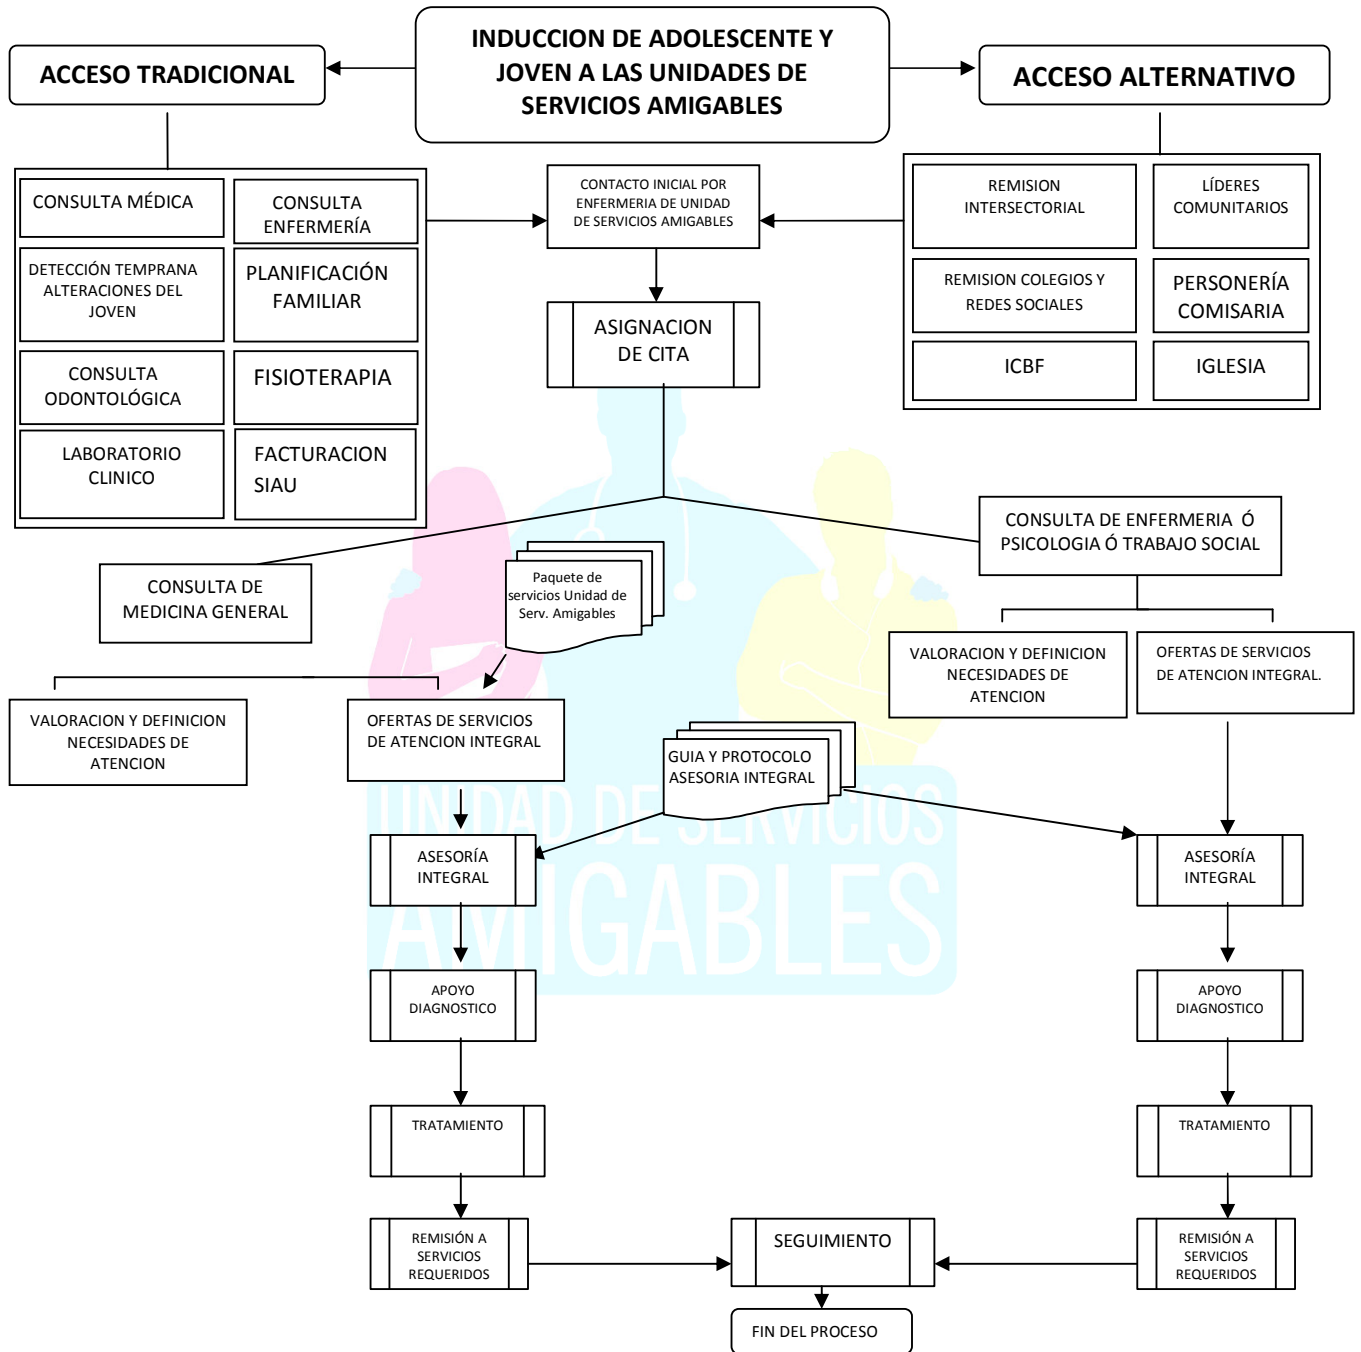 INDUCCION DE ADOLESCENTE Y
JOVEN A LAS UNIDADES DE
SERVICIOS AMIGABLES
ACCESO TRADICIONAL
ACCESO ALTERNATIVO
CONSULTA MÉDICA
CONSULTA
ENFERMERÍA
DETECCIÓN TEMPRANA
ALTERACIONES DEL
JOVEN
PLANIFICACIÓN
FAMILIAR
CONSULTA
ODONTOLÓGICA
FISIOTERAPIA
LABORATORIO
CLINICO
FACTURACION
SIAU
CONTACTO INICIAL POR
ENFERMERIA DE UNIDAD
DE SERVICIOS AMIGABLES
REMISION
INTERSECTORIAL
LÍDERES
COMUNITARIOS
REMISION COLEGIOS Y
REDES SOCIALES
PERSONERÍA
COMISARIA
ICBF
IGLESIA
ASIGNACION
DE CITA
CONSULTA DE ENFERMERIA Ó
PSICOLOGIA Ó TRABAJO SOCIAL
CONSULTA DE
MEDICINA GENERAL
Paquete de
servicios Unidad de
Serv. Amigables
VALORACION Y DEFINICION
NECESIDADES DE
ATENCION
OFERTAS DE SERVICIOS
DE ATENCION INTEGRAL.
VALORACION Y DEFINICION
NECESIDADES DE
ATENCION
OFERTAS DE SERVICIOS
DE ATENCION INTEGRAL
GUIA Y PROTOCOLO
ASESORIA INTEGRAL
UNIDAD DE SERVICIOS
AMIGABLES
ASESORÍA
INTEGRAL
ASESORÍA
INTEGRAL
APOYO
DIAGNOSTICO
APOYO
DIAGNOSTICO
TRATAMIENTO
TRATAMIENTO
REMISIÓN A
SERVICIOS
REQUERIDOS
SEGUIMIENTO
REMISIÓN A
SERVICIOS
REQUERIDOS
FIN DEL PROCESO